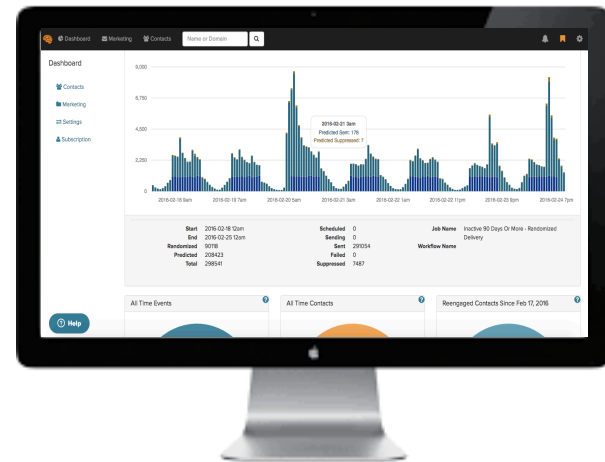 Dashboard Marketing Contacts Name or Domain
Dashboard
Contacts
Marketing
Settings
Subscription
9,000
6,750
4,500
2,250
0
2016-02-21 3am
Predicted Sent: 178
Predicted Suppressed: 7
2016-02-18 9am 2016-02-19 7am 2016-02-20 5am 2016-02-21 3am 2016-02-22 1am 2016-02-22 11pm 2016-02-23 9pm 2016-02-24 7pm
Start 2016-02-18 12am Scheduled 0 Job Name Inactive 90 Days Or More - Randomized
End 2016-02-25 12am Sending 0 Delivery
Randomized 90118 Sent 291054 Workflow Name
Predicted 208423 Failed 0
Total 298541 Suppressed 7487
All Time Events ? All Time Contacts ? Reengaged Contacts Since Feb 17, 2016 ?
? Help